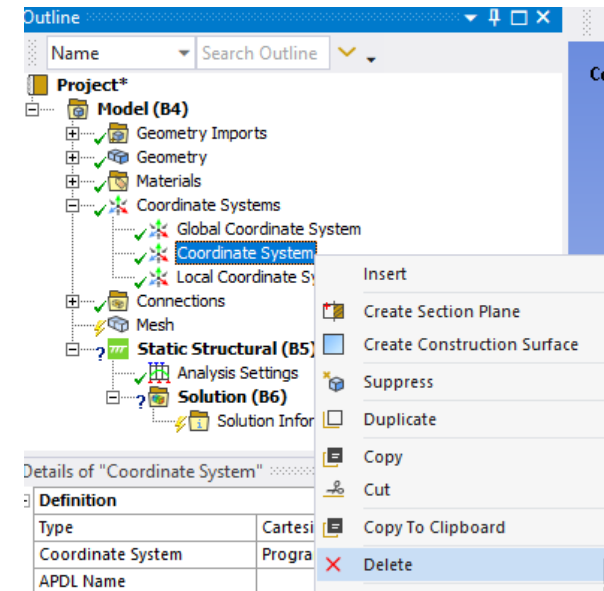 Outline
Name Search Outline
Project*
Model (B4)
Geometry Imports
Geometry
Materials
Coordinate Systems
Global Coordinate System
Coordinate System
Local Coordinate Sy
Connections
Mesh
Static Structural (B5)
Analysis Settings
Solution (B6)
Solution Infor
Insert
Create Section Plane
Create Construction Surface
Suppress
Duplicate
Copy
Cut
Copy To Clipboard
Delete
Details of "Coordinate System"
Definition
Type Cartesi
Coordinate System Progra
APDL Name